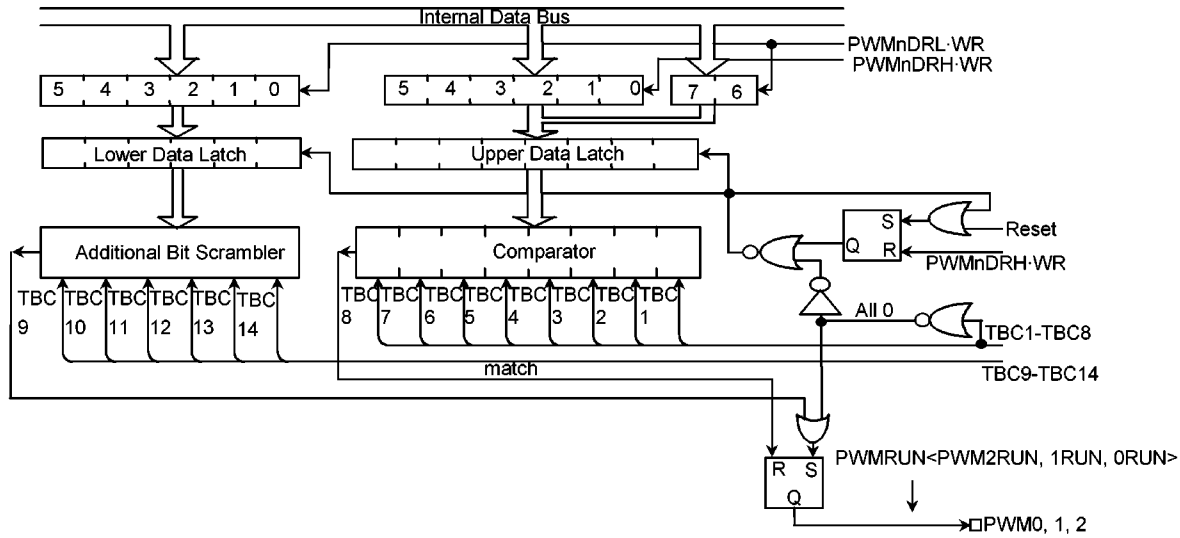 Internal Data Bus
PWMnDRL·WR
PWMnDRH·WR
5 4 3 2 1 0
5 4 3 2 1 0
7 6
Lower Data Latch
Upper Data Latch
S
R
Q
Reset
PWMnDRH·WR
Additional Bit Scrambler
Comparator
TBC 9
TBC 10
TBC 11
TBC 12
TBC 13
TBC 14
TBC 8
TBC 7
TBC 6
TBC 5
TBC 4
TBC 3
TBC 2
TBC 1
All 0
TBC1-TBC8
TBC9-TBC14
match
R S
Q
PWMRUN<PWM2RUN, 1RUN, 0RUN>
PWM0, 1, 2